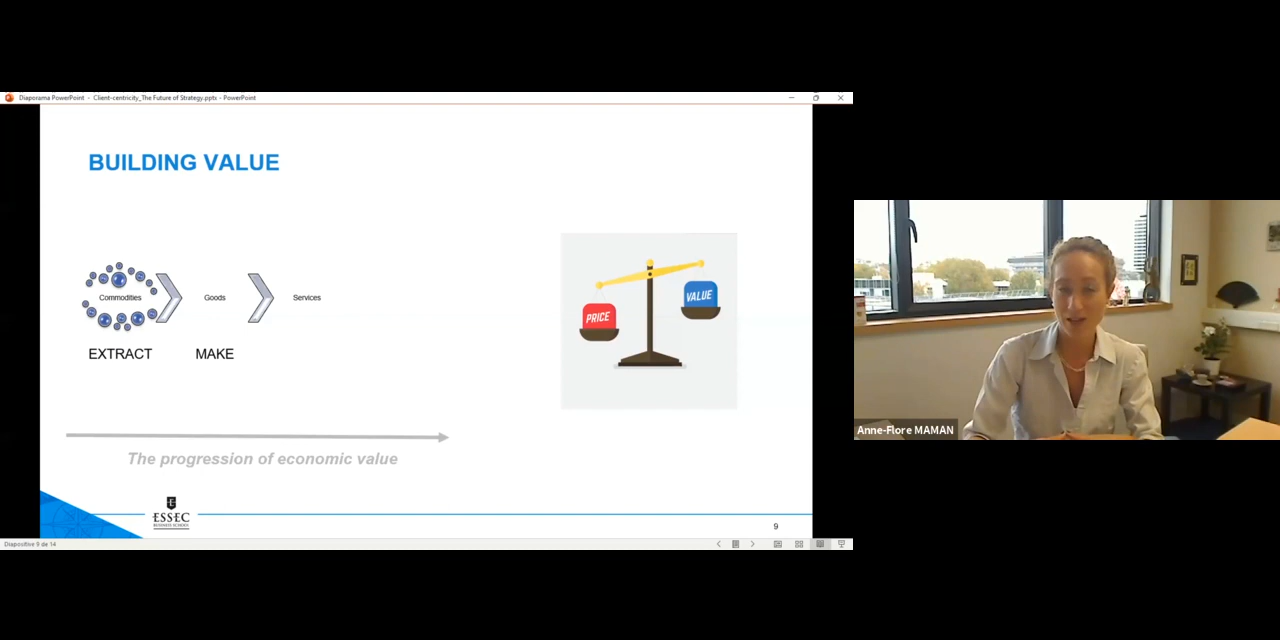 Diaporama PowerPoint - Client-centricity_The Future of Strategy.pptx - PowerPoint
BUILDING VALUE
Commodities
Goods
Services
EXTRACT
MAKE
PRICE
VALUE
The progression of economic value
ESSEC
BUSINESS SCHOOL
9
Diapositive 9 de 14
Anne-Flore MAMAN